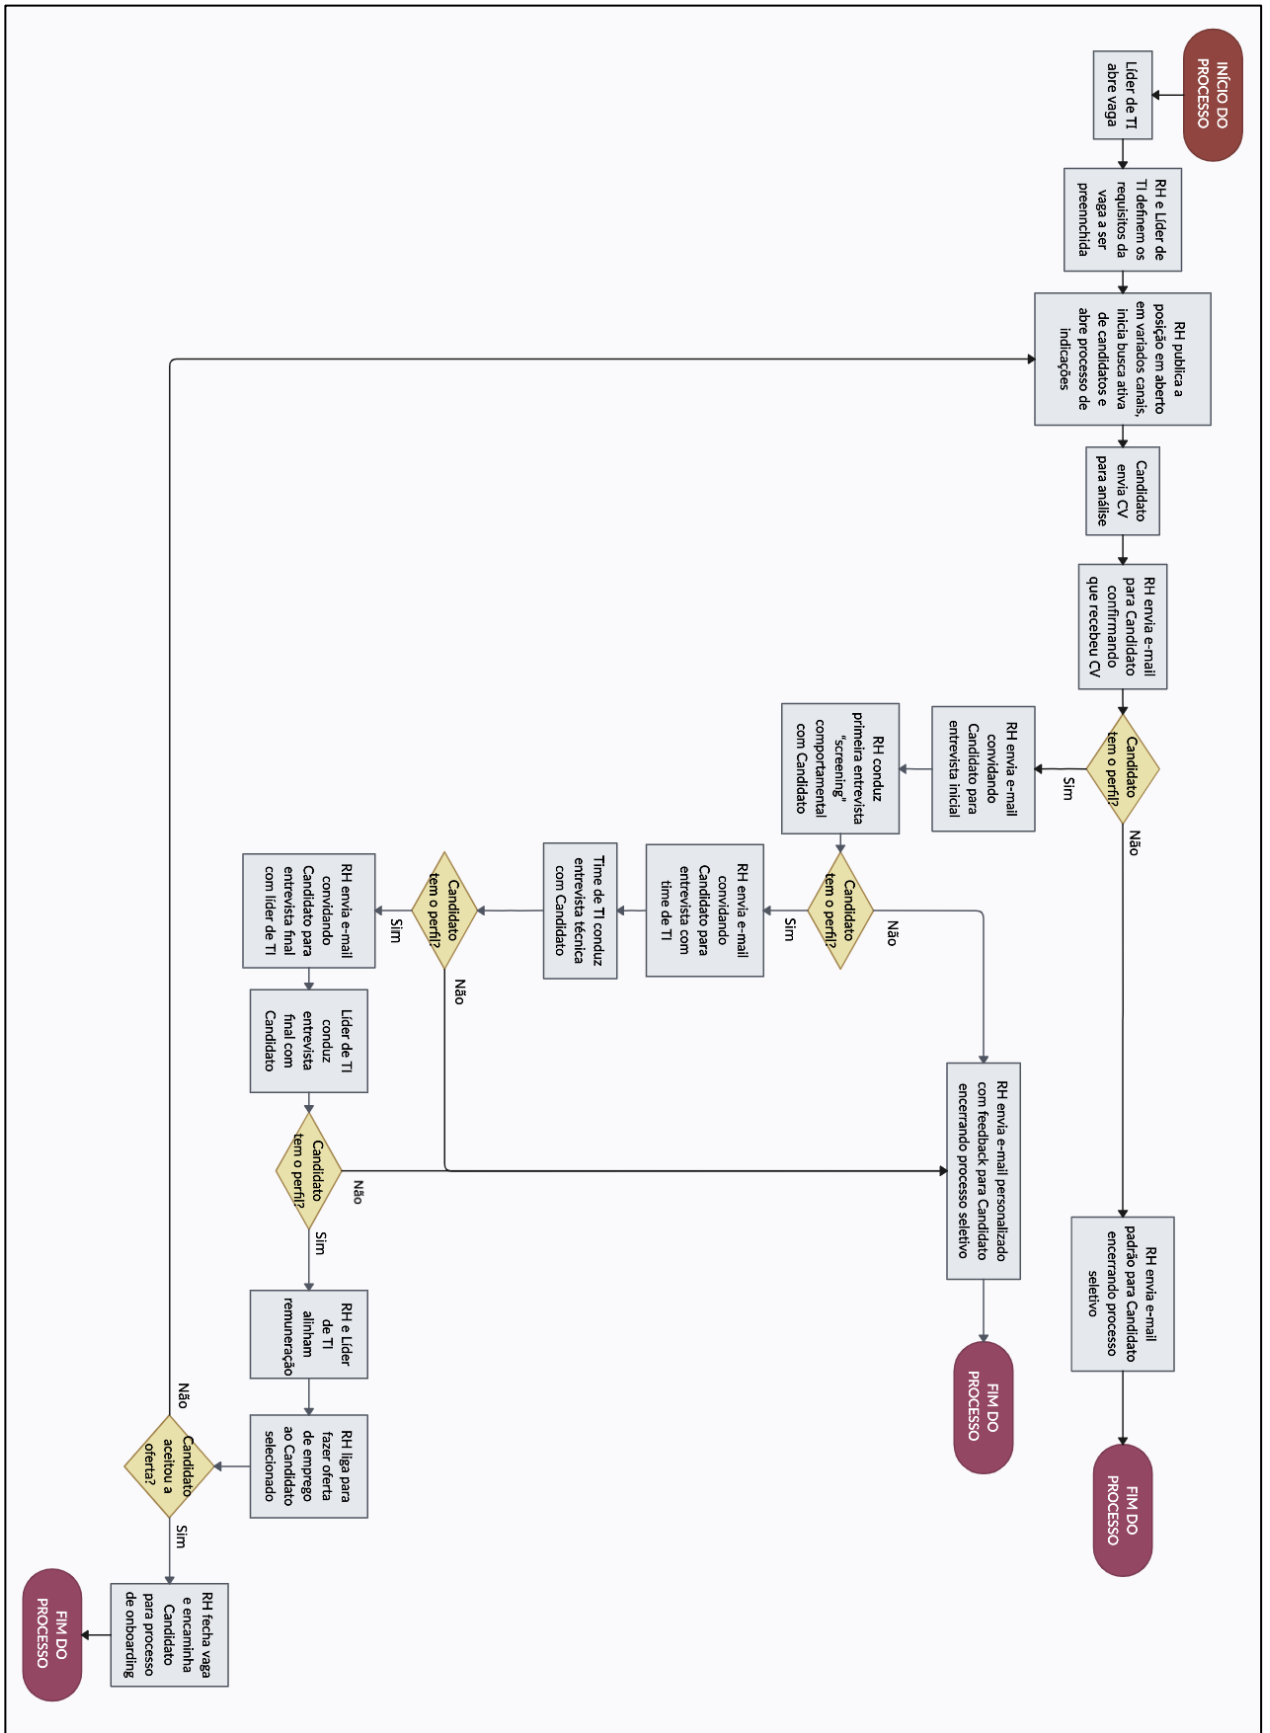 INÍCIO DO
PROCESSO
Líder de TI
abre vaga
RH e Líder de
TI definem os
requisitos da
vaga a ser
preennchida
RH publica a
posição em aberto
em variados canais,
inicia busca ativa
de candidatos e
abre processo de
indicações
Candidato
envia CV
para análise
RH envia e-mail
para Candidato
confirmando
que recebeu CV
Candidato
tem o perfil?
Não
RH envia e-mail
padrão para Candidato
encerrando processo
seletivo
FIM DO
PROCESSO
Sim
RH envia e-mail
convidando
Candidato para
entrevista inicial
RH conduz
primeira entrevista
"screening"
comportamental
com Candidato
Candidato
tem o perfil?
Não
RH envia e-mail personalizado
com feedback para Candidato
encerrando processo seletivo
FIM DO
PROCESSO
Sim
RH envia e-mail
convidando
Candidato para
entrevista com
time de TI
Time de TI conduz
entrevista técnica
com Candidato
Candidato
tem o perfil?
Não
Sim
RH envia e-mail
convidando
Candidato para
entrevista final
com líder de TI
Líder de TI
conduz
entrevista
final com
Candidato
Candidato
tem o perfil?
Não
Sim
RH e Líder
de TI
alinham
remuneração
RH liga para
fazer oferta
de emprego
ao Candidato
selecionado
Candidato
aceitou a
oferta?
Não
Sim
RH fecha vaga
e encaminha
Candidato
para processo
de onboarding
FIM DO
PROCESSO